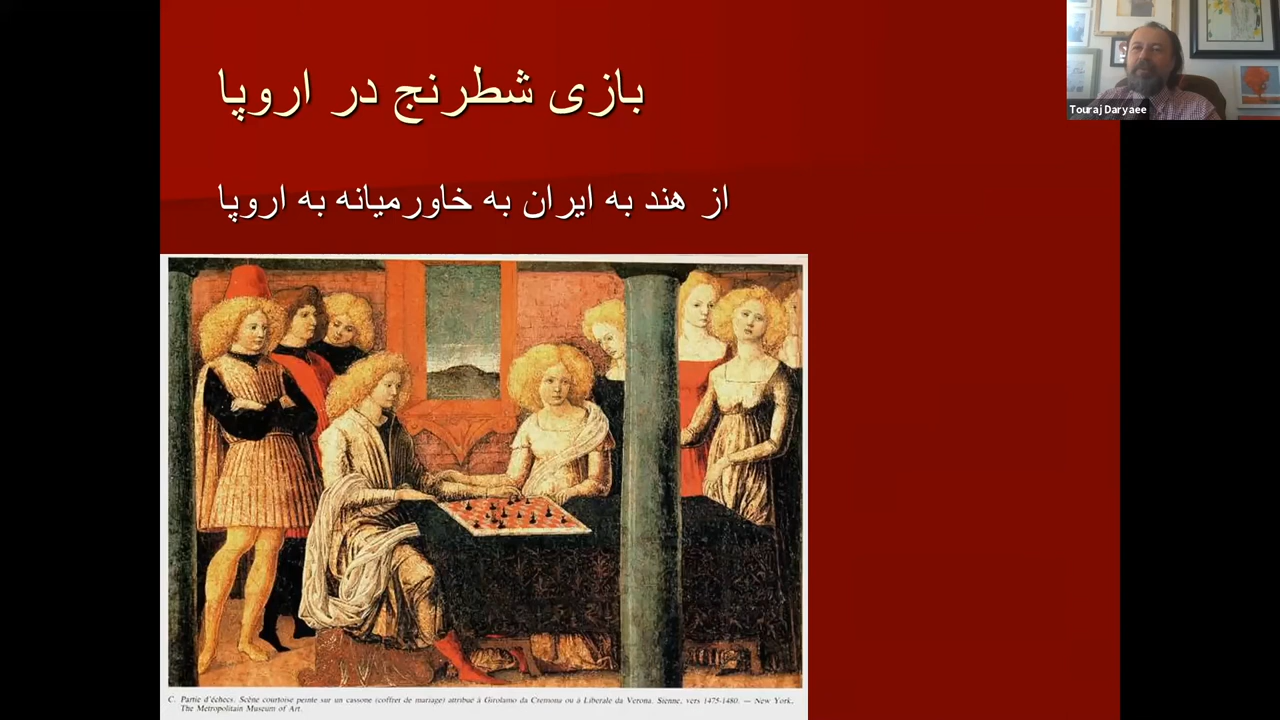 بازی شطرنج در اروپا
از هند به ایران به خاورمیانه به اروپا
Touraj Daryaee
C. Partie d'échecs. Scène courtoise peinte sur un cassone (coffret de mariage) attribué à Girolamo da Cremona ou à Liberale da Verona. Sienne, vers 1475-1480. — New York,
The Metropolitan Museum of Art.